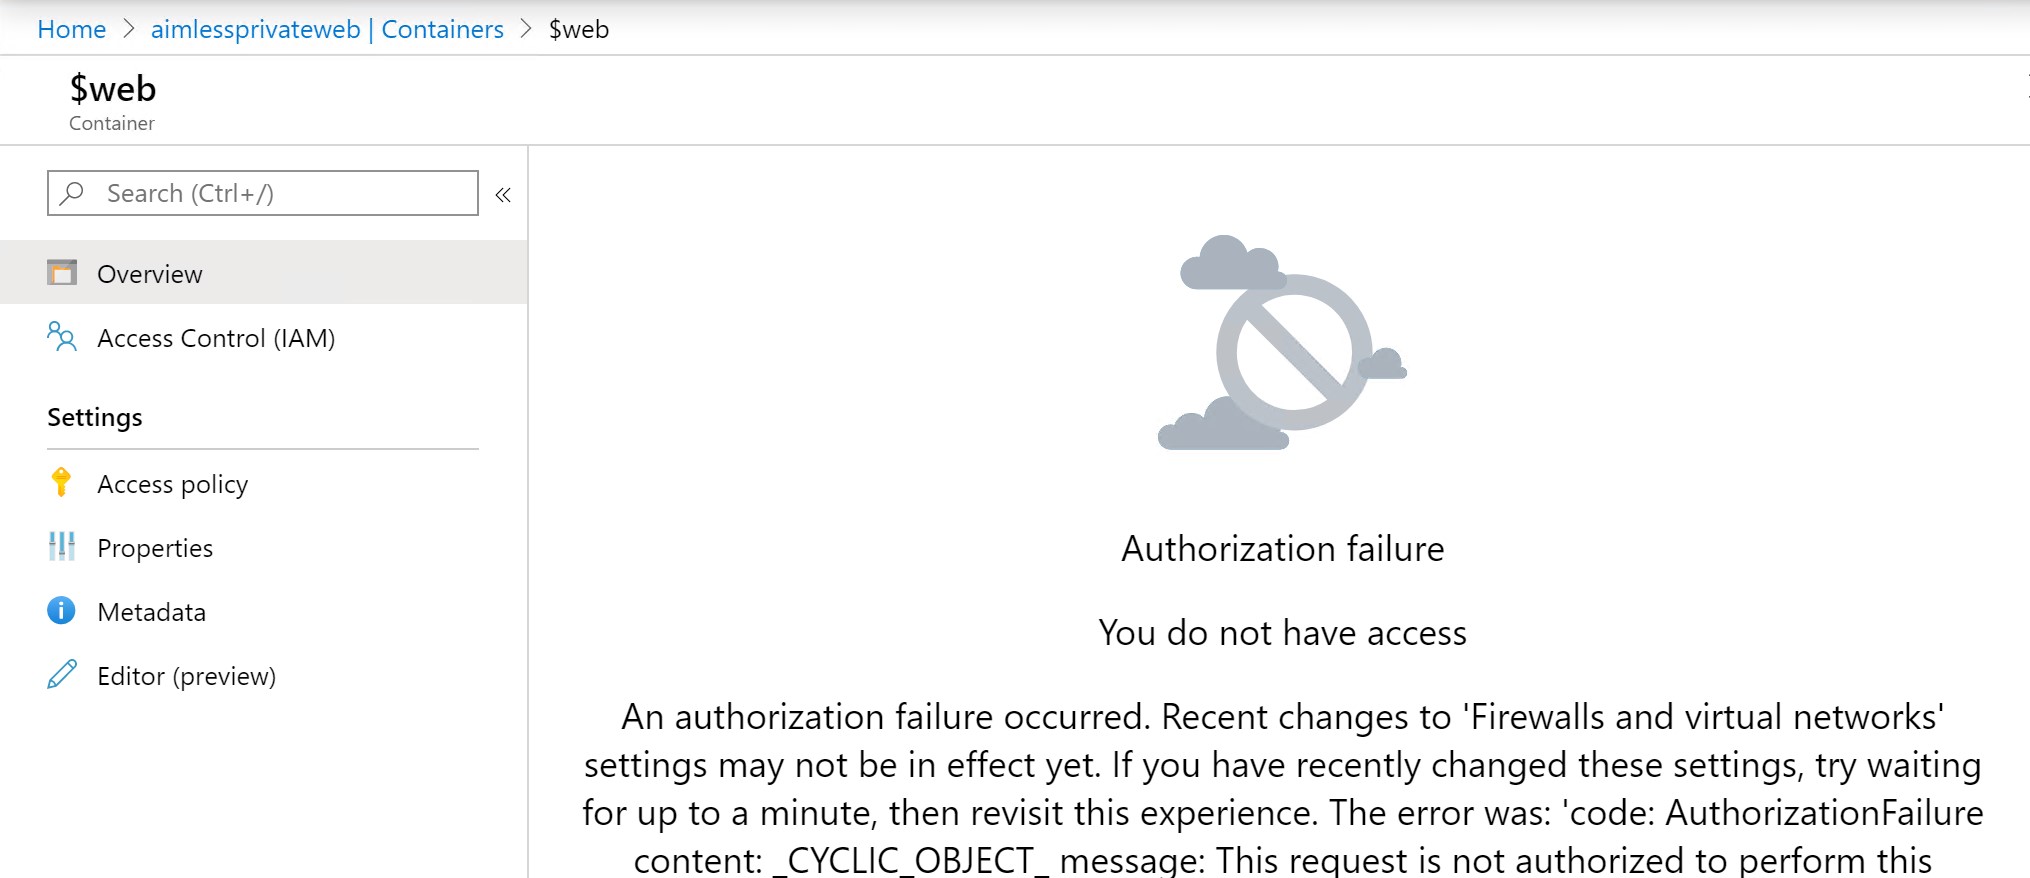 Home > aimlessprivateweb | Containers > $web
$web
Container
Search (Ctrl+/)
«
Overview
Access Control (IAM)
Settings
Access policy
Properties
Metadata
Editor (preview)
Authorization failure
You do not have access
An authorization failure occurred. Recent changes to 'Firewalls and virtual networks'
settings may not be in effect yet. If you have recently changed these settings, try waiting
for up to a minute, then revisit this experience. The error was: 'code: AuthorizationFailure
content: _CYCLIC_OBJECT_ message: This request is not authorized to perform this